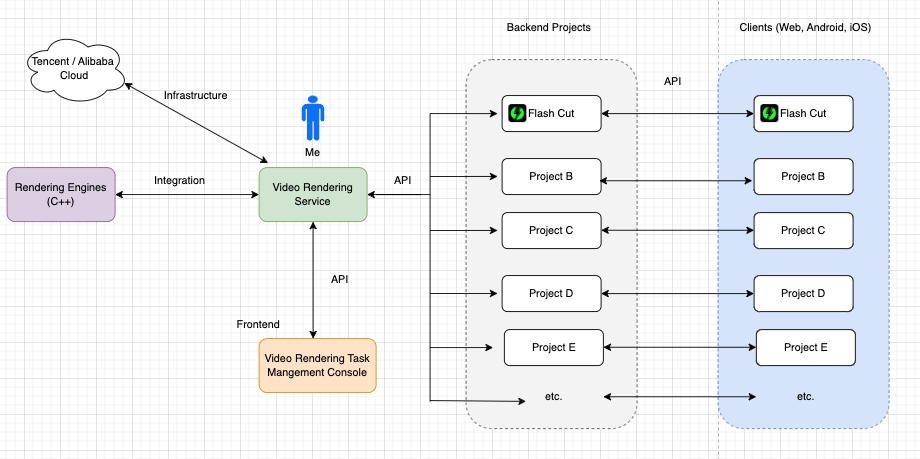 Backend Projects
Clients (Web, Android, iOS)
Tencent / Alibaba
Cloud
Infrastructure
API
Me
Flash Cut
Flash Cut
Rendering Engines
(C++)
Integration
Video Rendering
Service
API
Project B
Project B
Project C
Project C
API
Project D
Project D
Frontend
Video Rendering Task
Mangement Console
Project E
Project E
etc.
etc.